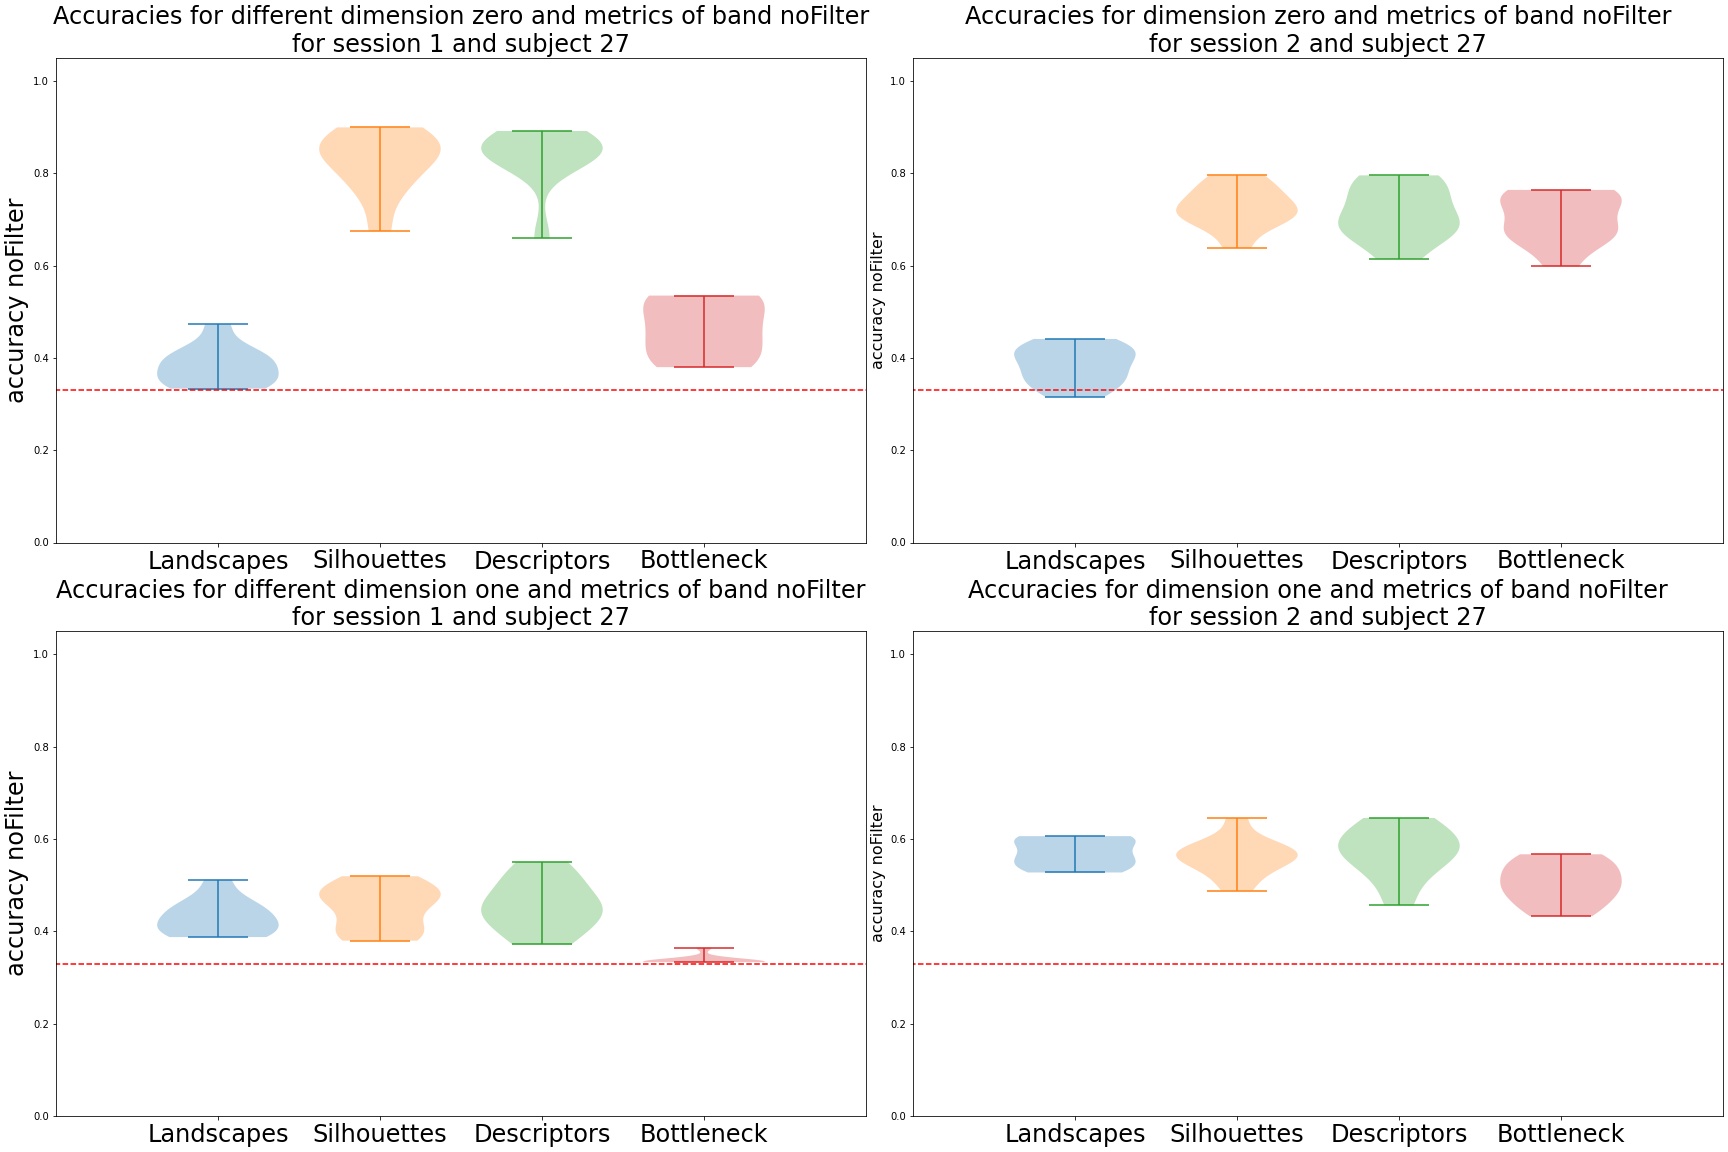 Accuracies for different dimension zero and metrics of band noFilter
for session 1 and subject 27
accuracy noFilter
1.0
0.8
0.6
0.4
0.2
0.0
Landscapes Silhouettes Descriptors Bottleneck
Accuracies for dimension zero and metrics of band noFilter
for session 2 and subject 27
accuracy noFilter
1.0
0.8
0.6
0.4
0.2
0.0
Landscapes Silhouettes Descriptors Bottleneck
Accuracies for different dimension one and metrics of band noFilter
for session 1 and subject 27
accuracy noFilter
1.0
0.8
0.6
0.4
0.2
0.0
Landscapes Silhouettes Descriptors Bottleneck
Accuracies for dimension one and metrics of band noFilter
for session 2 and subject 27
accuracy noFilter
1.0
0.8
0.6
0.4
0.2
0.0
Landscapes Silhouettes Descriptors Bottleneck